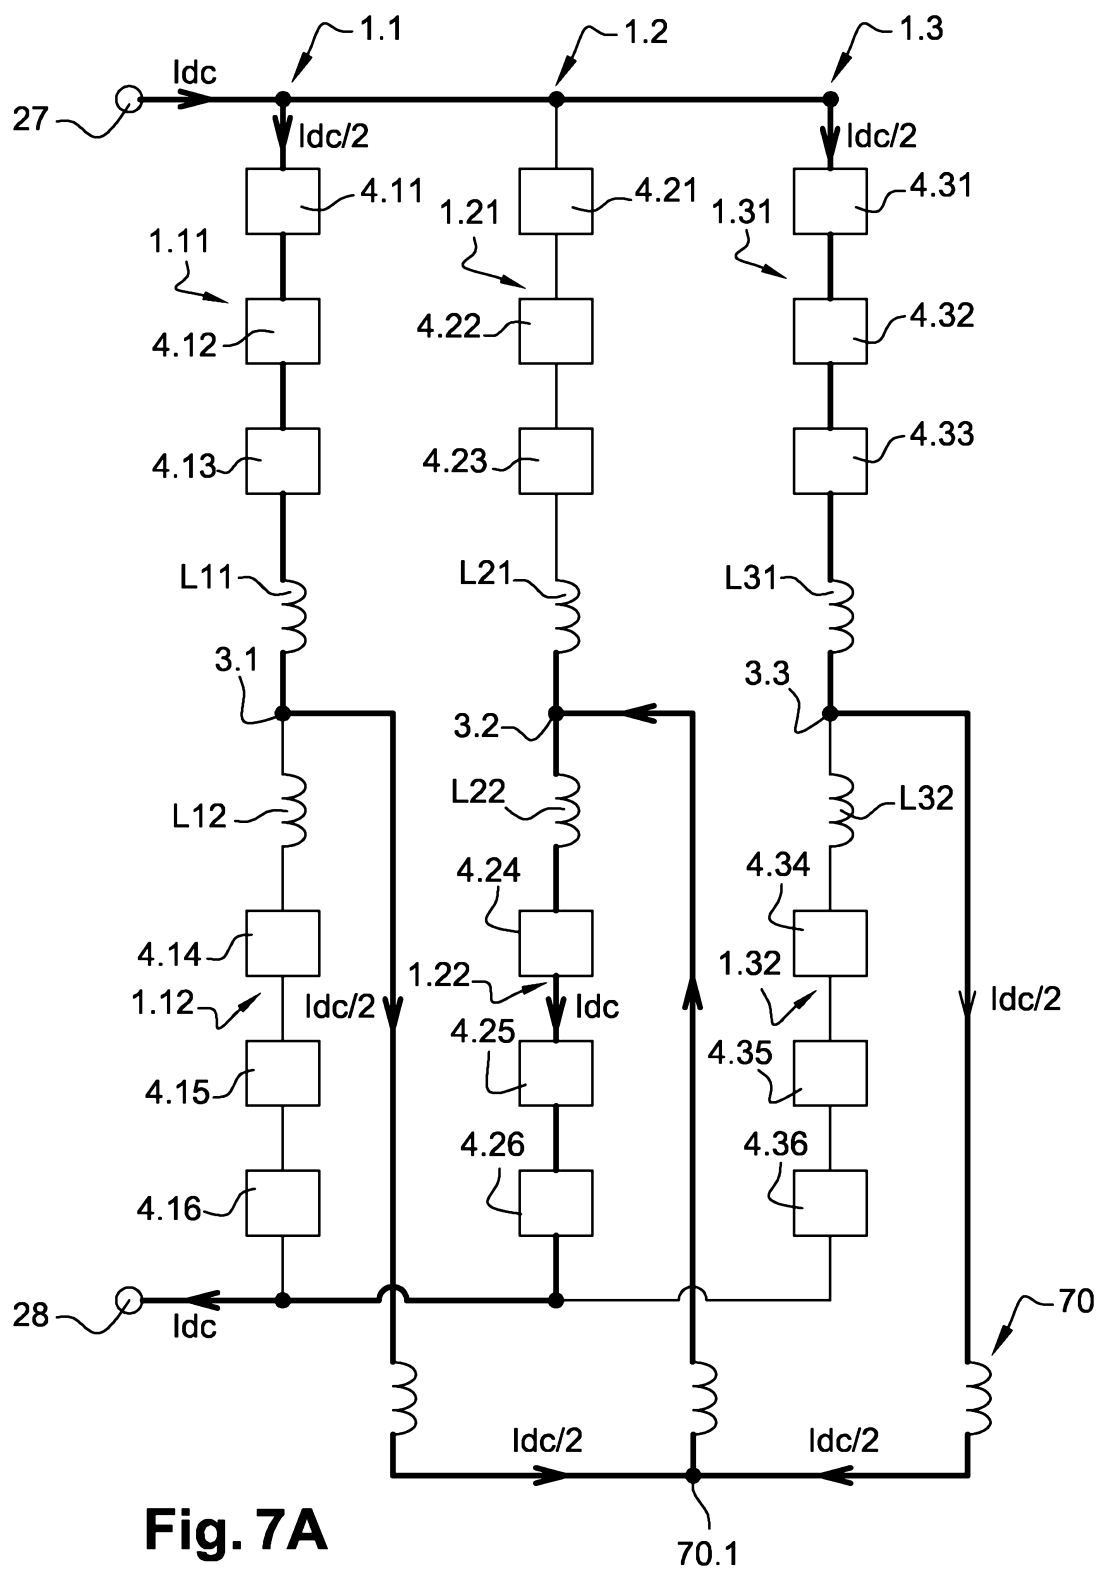 1.1
1.2
1.3
Idc
27
Idc/2
Idc/2
4.11
4.21
4.31
1.11
1.21
1.31
4.12
4.22
4.32
4.13
4.23
4.33
L11
L21
L31
3.1
3.2
3.3
L12
L22
L32
4.24
4.34
4.14
1.22
1.32
1.12
Idc/2
Idc
Idc/2
4.25
4.35
4.15
4.26
4.36
4.16
28
Idc
70
Idc/2
Idc/2
Fig. 7A
70.1